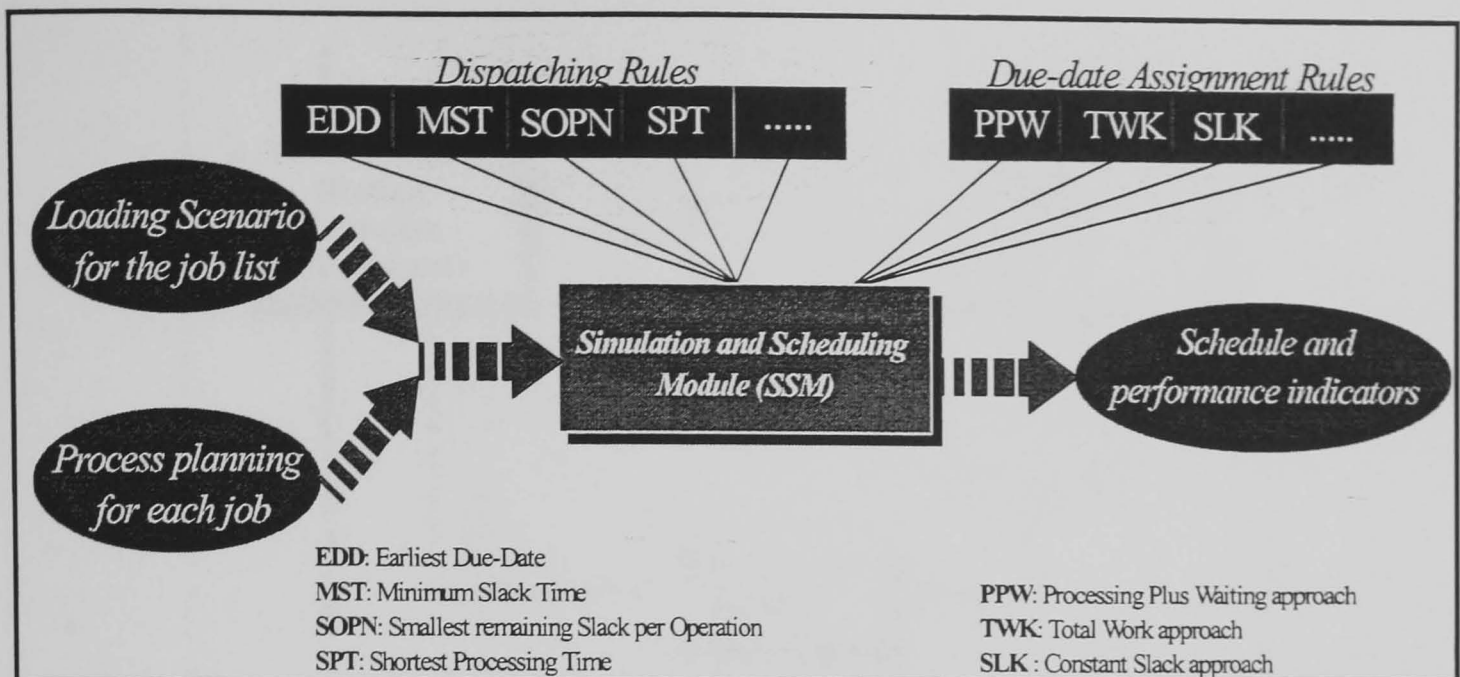 Dispatching Rules
Due-date Assignment Rules
EDD MST SOPN SPT .....
PPW TWK SLK .....
Loading Scenario
for the job list
Simulation and Scheduling
Module (SSM)
Schedule and
performance indicators
Process planning
for each job
EDD: Earliest Due-Date
MST: Minimum Slack Time
SOPN: Smallest remaining Slack per Operation
SPT: Shortest Processing Time
PPW: Processing Plus Waiting approach
TWK: Total Work approach
SLK : Constant Slack approach